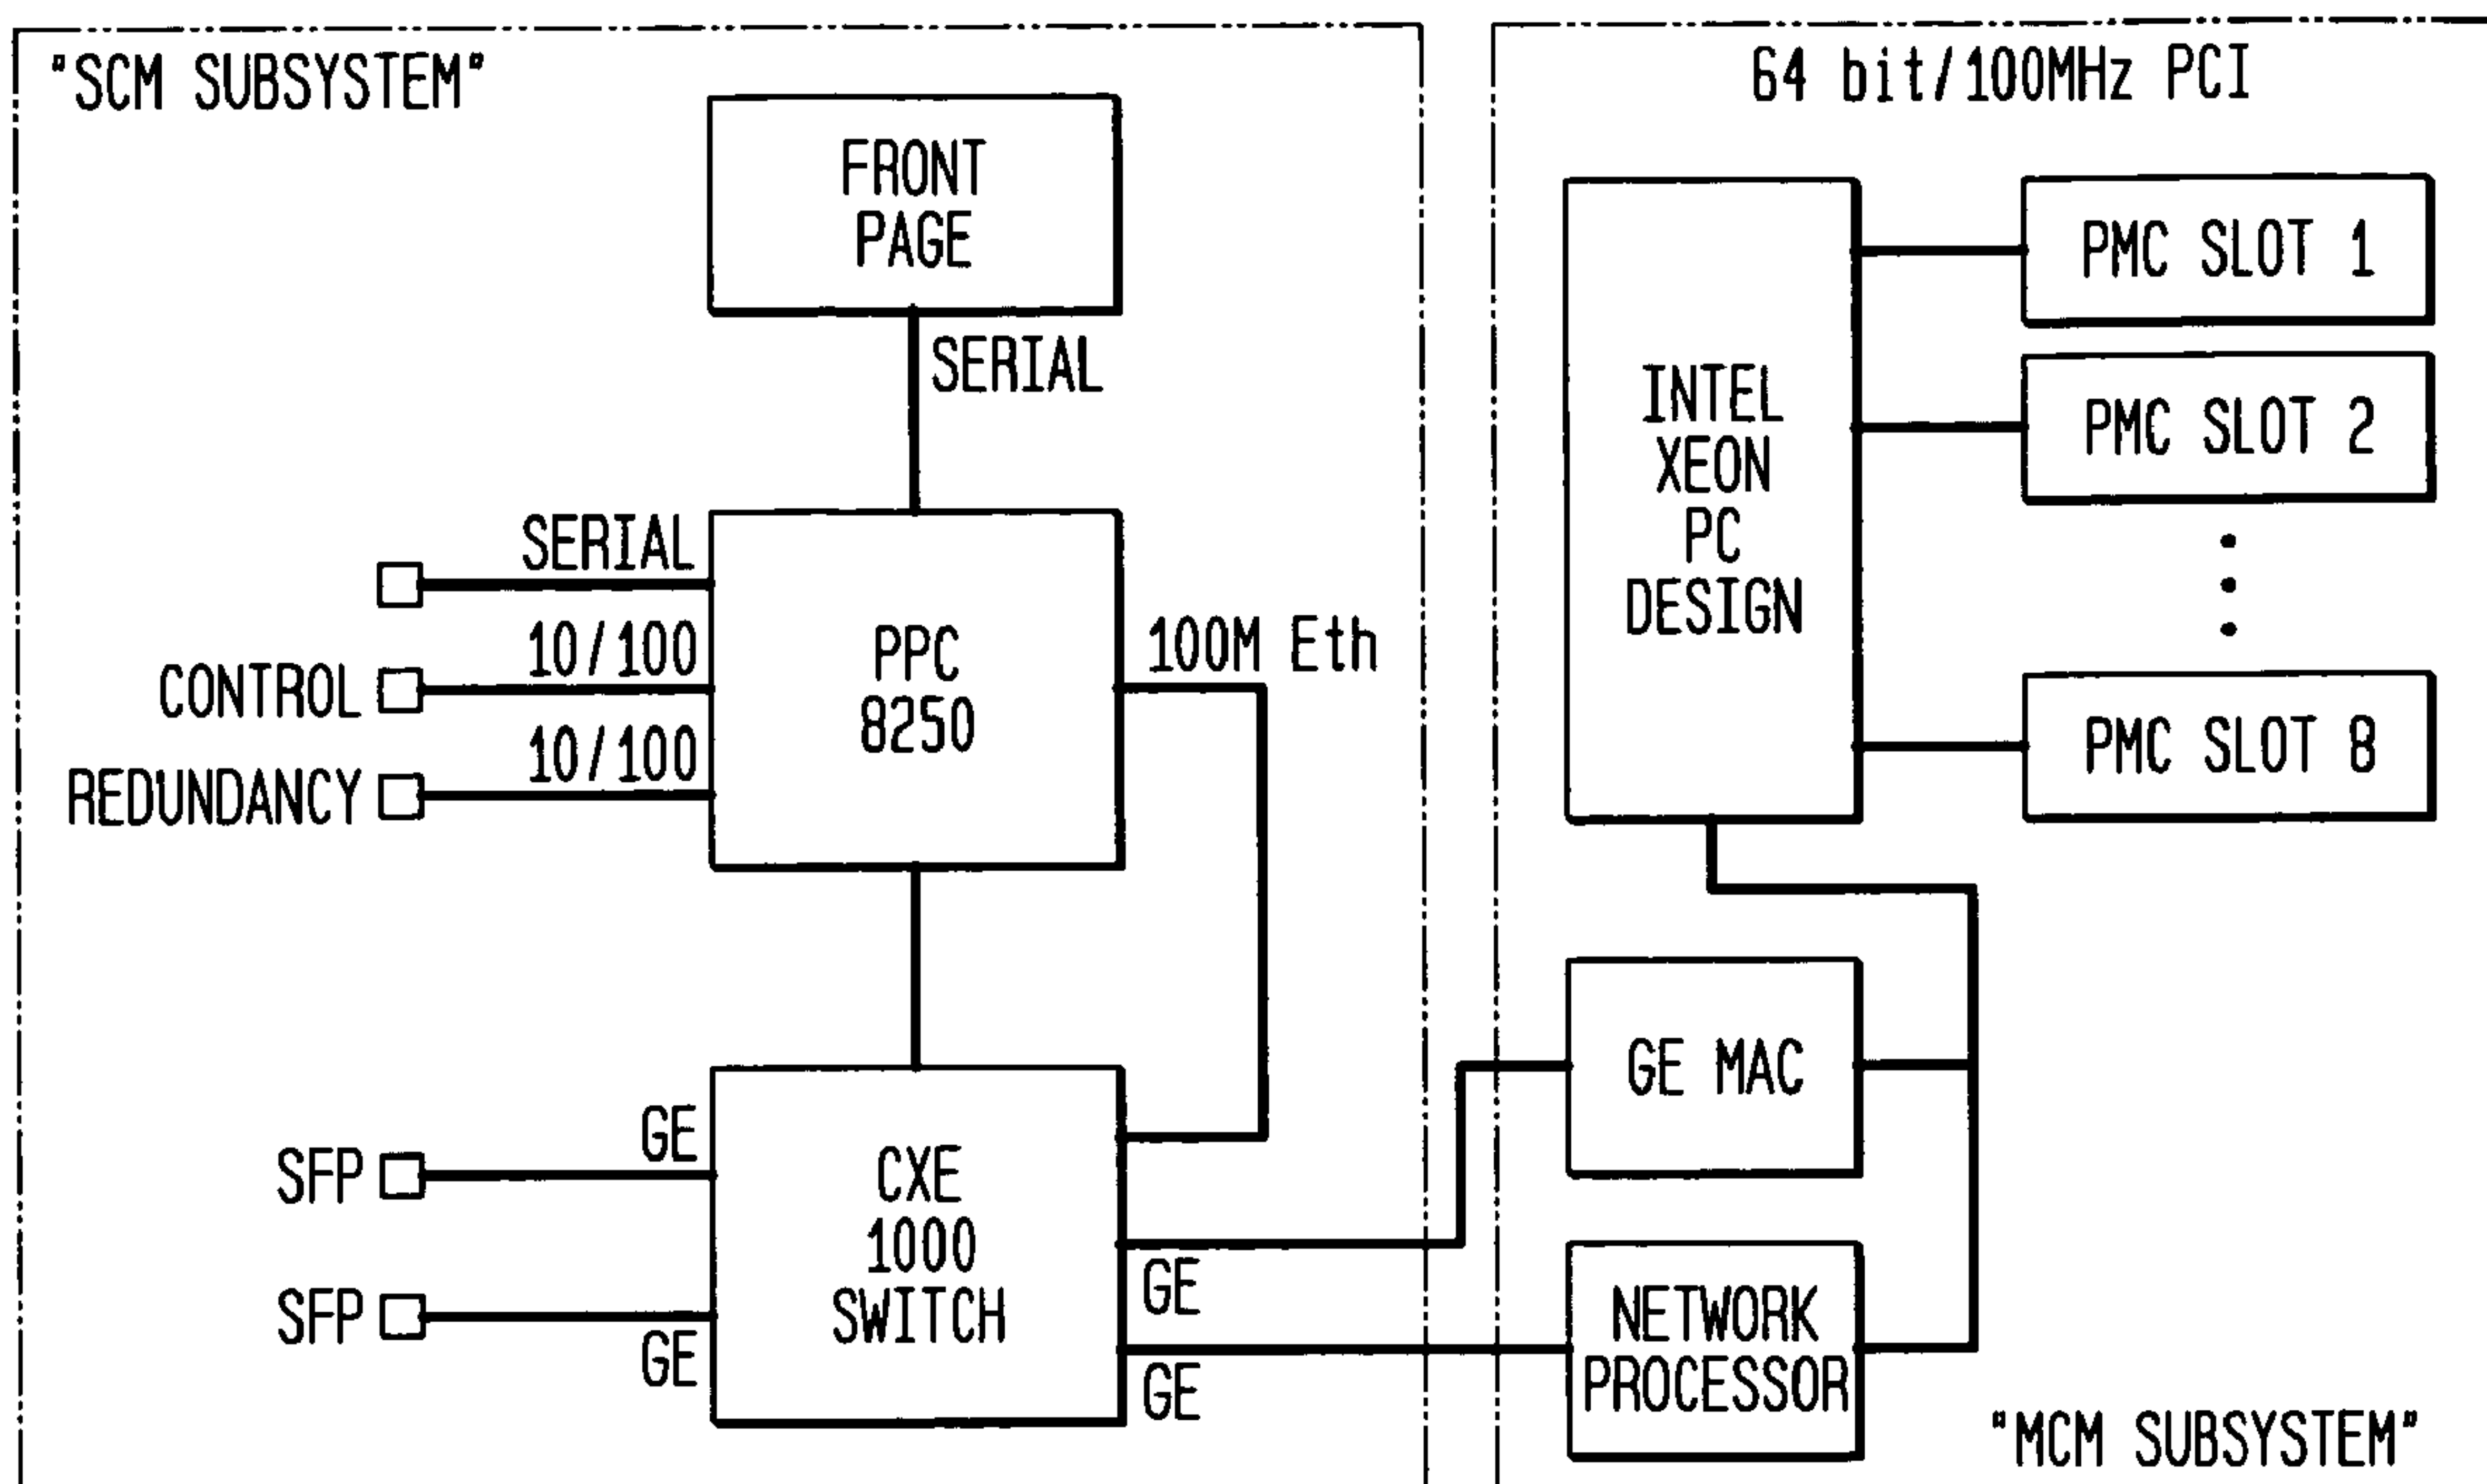 "SCM SUBSYSTEM"
FRONT
PAGE
SERIAL
SERIAL
10/100
CONTROL
10/100
REDUNDANCY
PPC
8250
100M Eth
GE
SFP
SFP
GE
CXE
1000
SWITCH
GE
GE
64 bit/100MHz PCI
INTEL
XEON
PC
DESIGN
PMC SLOT 1
PMC SLOT 2
PMC SLOT 8
GE MAC
NETWORK
PROCESSOR
"MCM SUBSYSTEM"